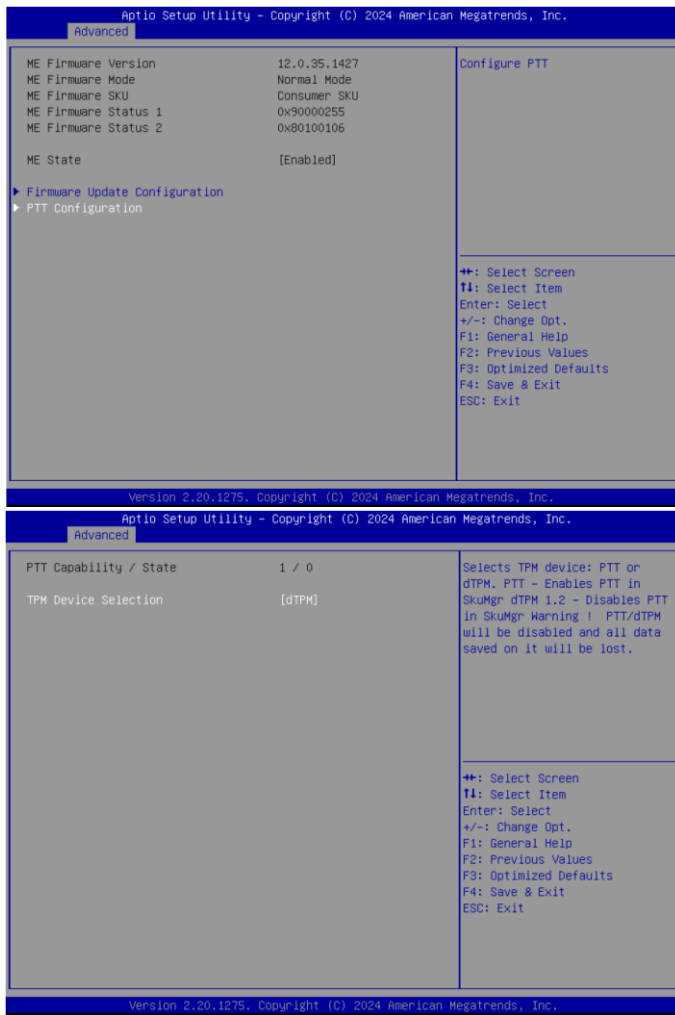 Aptio Setup Utility – Copyright (C) 2024 American Megatrends, Inc.
Advanced
ME Firmware Version 12.0.35.1427
ME Firmware Mode Normal Mode
ME Firmware SKU Consumer SKU
ME Firmware Status 1 0x90000255
ME Firmware Status 2 0x80100106
ME State [Enabled]
Firmware Update Configuration
PTT Configuration
Configure PTT
→←: Select Screen
↑↓: Select Item
Enter: Select
+/-: Change Opt.
F1: General Help
F2: Previous Values
F3: Optimized Defaults
F4: Save & Exit
ESC: Exit
Version 2.20.1275. Copyright (C) 2024 American Megatrends, Inc.
Aptio Setup Utility – Copyright (C) 2024 American Megatrends, Inc.
Advanced
PTT Capability / State 1 / 0
TPM Device Selection [dTPM]
Selects TPM device: PTT or
dTPM. PTT - Enables PTT in
SkuMgr dTPM 1.2 - Disables PTT
in SkuMgr Warning ! PTT/dTPM
will be disabled and all data
saved on it will be lost.
→←: Select Screen
↑↓: Select Item
Enter: Select
+/-: Change Opt.
F1: General Help
F2: Previous Values
F3: Optimized Defaults
F4: Save & Exit
ESC: Exit
Version 2.20.1275. Copyright (C) 2024 American Megatrends, Inc.